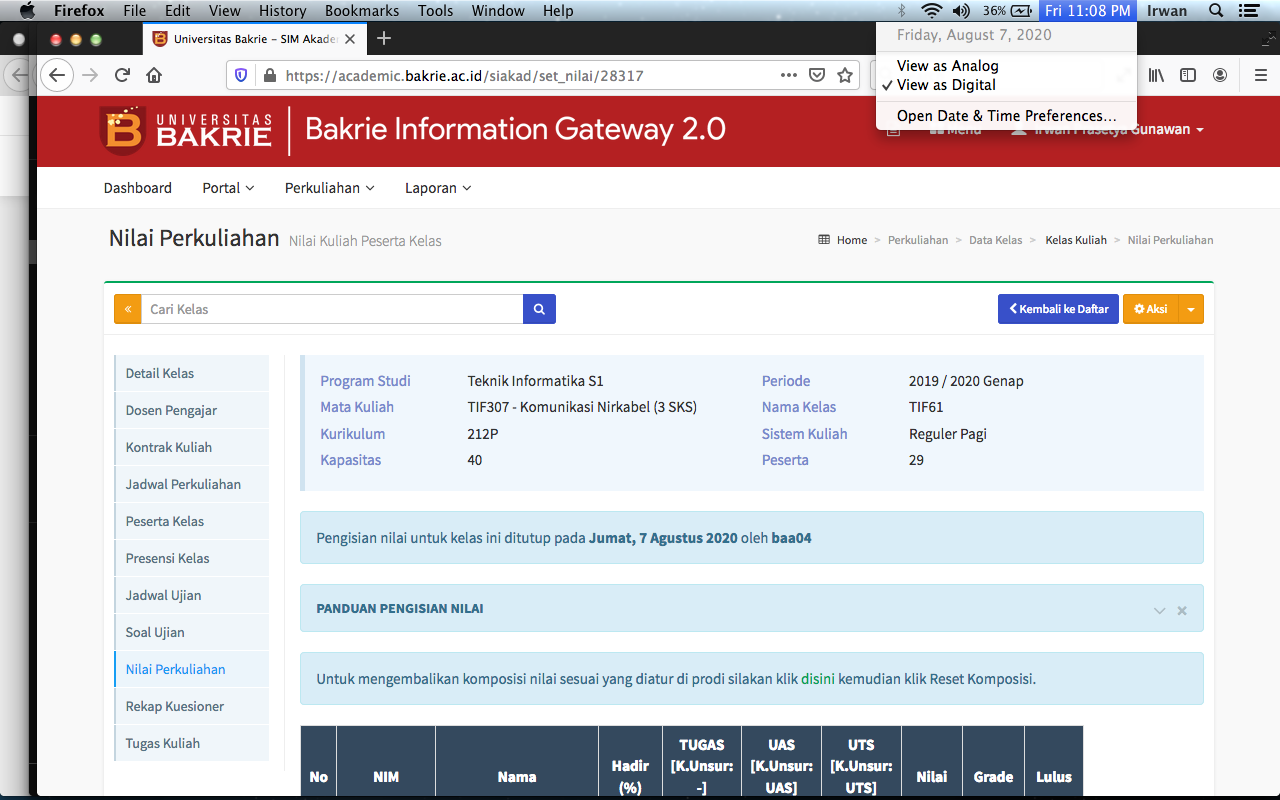 Firefox File Edit View History Bookmarks Tools Window Help 36% Fri 11:08 PM Irwan
Friday, August 7, 2020
View as Analog
✓ View as Digital
Open Date & Time Preferences...
Universitas Bakrie – SIM Akade
https://academic.bakrie.ac.id/siakad/set_nilai/28317
UNIVERSITAS
BAKRIE
Bakrie Information Gateway 2.0
Menu Irwan Prasetya Gunawan
Dashboard Portal Perkuliahan Laporan
Nilai Perkuliahan Nilai Kuliah Peserta Kelas
Home > Perkuliahan > Data Kelas > Kelas Kuliah > Nilai Perkuliahan
« Cari Kelas Kembali ke Daftar Aksi
Detail Kelas
Dosen Pengajar
Kontrak Kuliah
Jadwal Perkuliahan
Peserta Kelas
Presensi Kelas
Jadwal Ujian
Soal Ujian
Nilai Perkuliahan
Rekap Kuesioner
Tugas Kuliah
Program Studi Teknik Informatika S1 Periode 2019 / 2020 Genap
Mata Kuliah TIF307 - Komunikasi Nirkabel (3 SKS) Nama Kelas TIF61
Kurikulum 212P Sistem Kuliah Reguler Pagi
Kapasitas 40 Peserta 29
Pengisian nilai untuk kelas ini ditutup pada Jumat, 7 Agustus 2020 oleh baa04
PANDUAN PENGISIAN NILAI
Untuk mengembalikan komposisi nilai sesuai yang diatur di prodi silakan klik disini kemudian klik Reset Komposisi.
No
NIM
Nama
Hadir
(%)
TUGAS
[K.Unsur:
-]
UAS
[K.Unsur:
UAS]
UTS
[K.Unsur:
UTS]
Nilai
Grade
Lulus